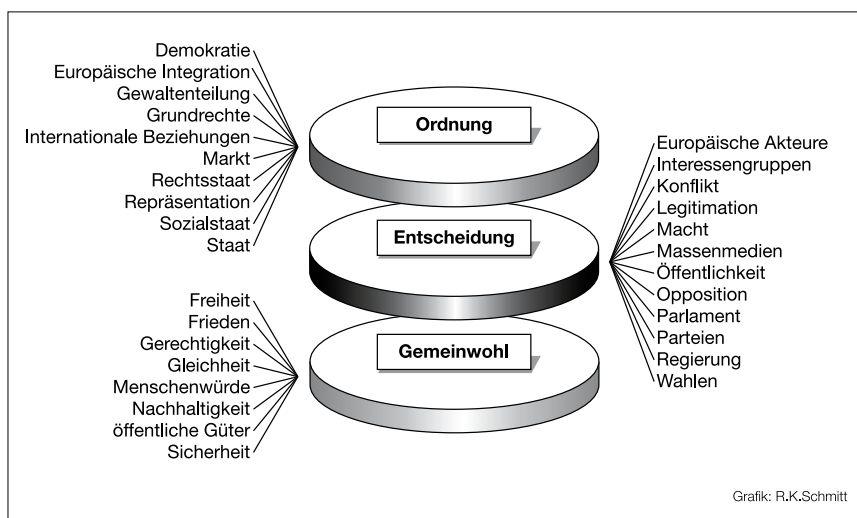 Demokratie
Europäische Integration
Gewaltenteilung
Grundrechte
Internationale Beziehungen
Markt
Rechtsstaat
Repräsentation
Sozialstaat
Staat
Ordnung
Entscheidung
Europäische Akteure
Interessengruppen
Konflikt
Legitimation
Macht
Massenmedien
Öffentlichkeit
Opposition
Parlament
Parteien
Regierung
Wahlen
Freiheit
Frieden
Gerechtigkeit
Gleichheit
Menschenwürde
Nachhaltigkeit
öffentliche Güter
Sicherheit
Gemeinwohl
Grafik: R.K.Schmitt